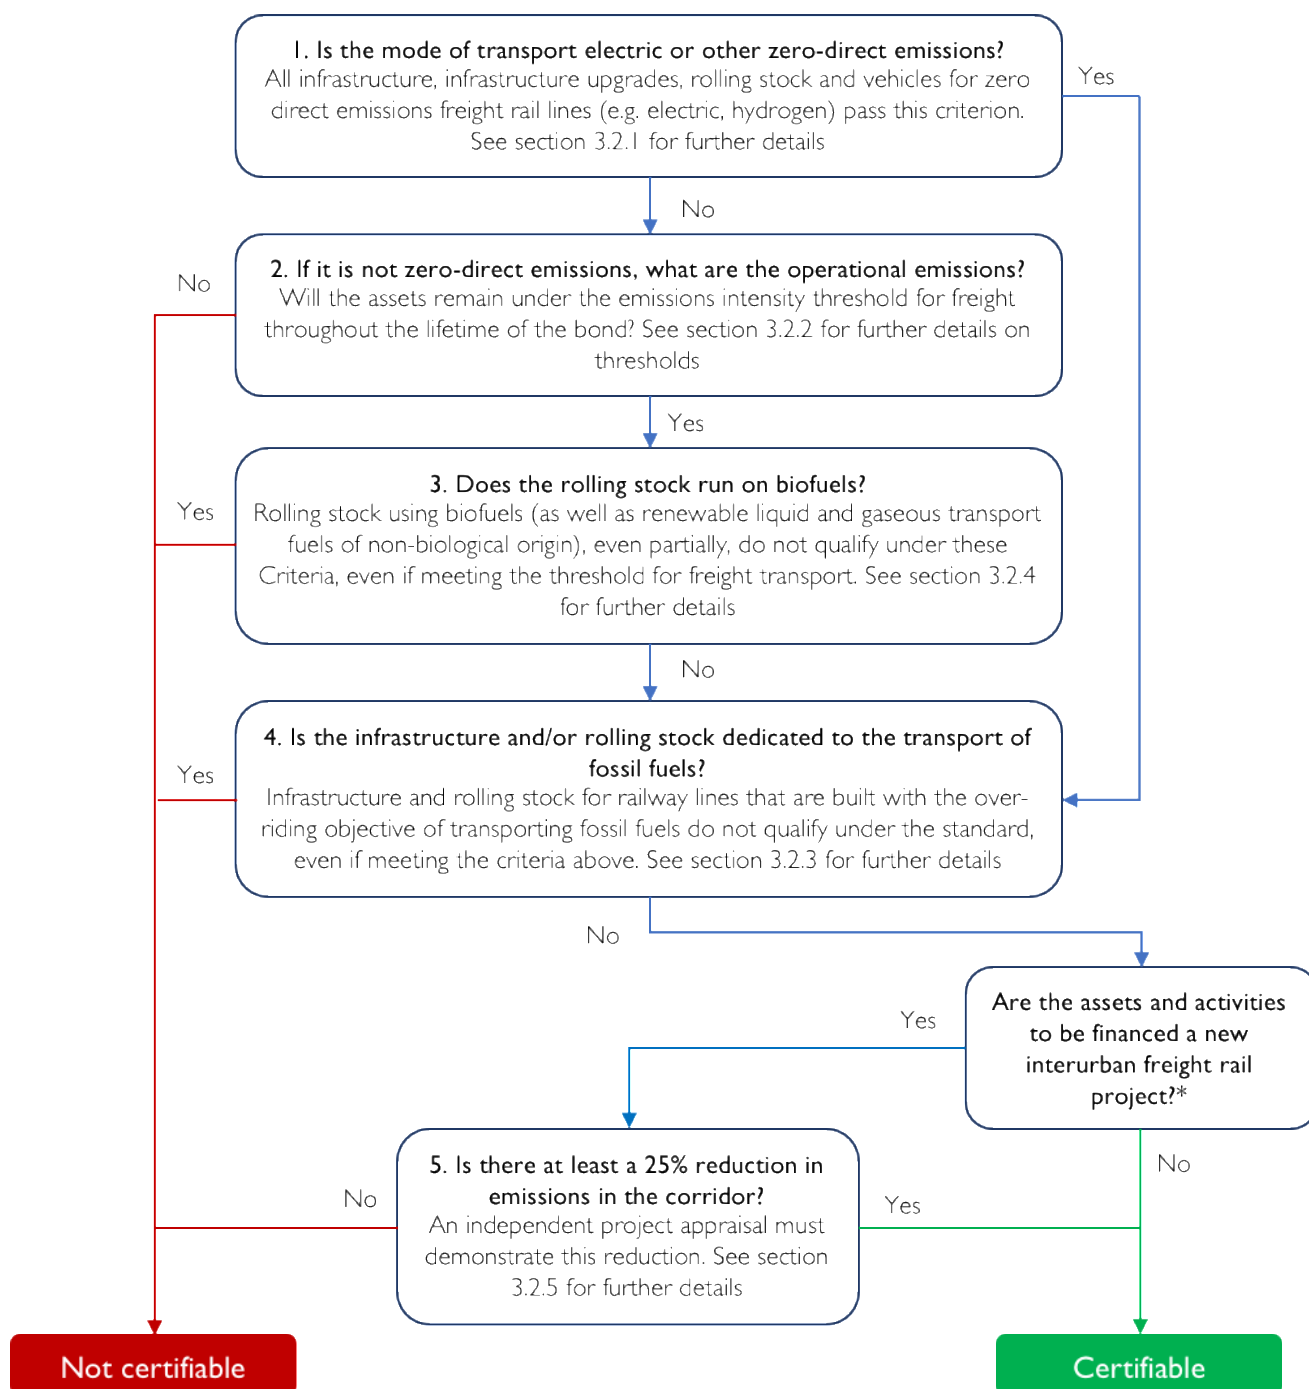 1. Is the mode of transport electric or other zero-direct emissions?
All infrastructure, infrastructure upgrades, rolling stock and vehicles for zero
direct emissions freight rail lines (e.g. electric, hydrogen) pass this criterion.
See section 3.2.1 for further details
Yes
No
2. If it is not zero-direct emissions, what are the operational emissions?
Will the assets remain under the emissions intensity threshold for freight
throughout the lifetime of the bond? See section 3.2.2 for further details on
thresholds
No
Yes
3. Does the rolling stock run on biofuels?
Rolling stock using biofuels (as well as renewable liquid and gaseous transport
fuels of non-biological origin), even partially, do not qualify under these
Criteria, even if meeting the threshold for freight transport. See section 3.2.4
for further details
Yes
No
4. Is the infrastructure and/or rolling stock dedicated to the transport of
fossil fuels?
Infrastructure and rolling stock for railway lines that are built with the over-
riding objective of transporting fossil fuels do not qualify under the standard,
even if meeting the criteria above. See section 3.2.3 for further details
Yes
No
Are the assets and activities
to be financed a new
interurban freight rail
project?*
Yes
No
5. Is there at least a 25% reduction in
emissions in the corridor?
An independent project appraisal must
demonstrate this reduction. See section
3.2.5 for further details
No
Yes
Not certifiable
Certifiable